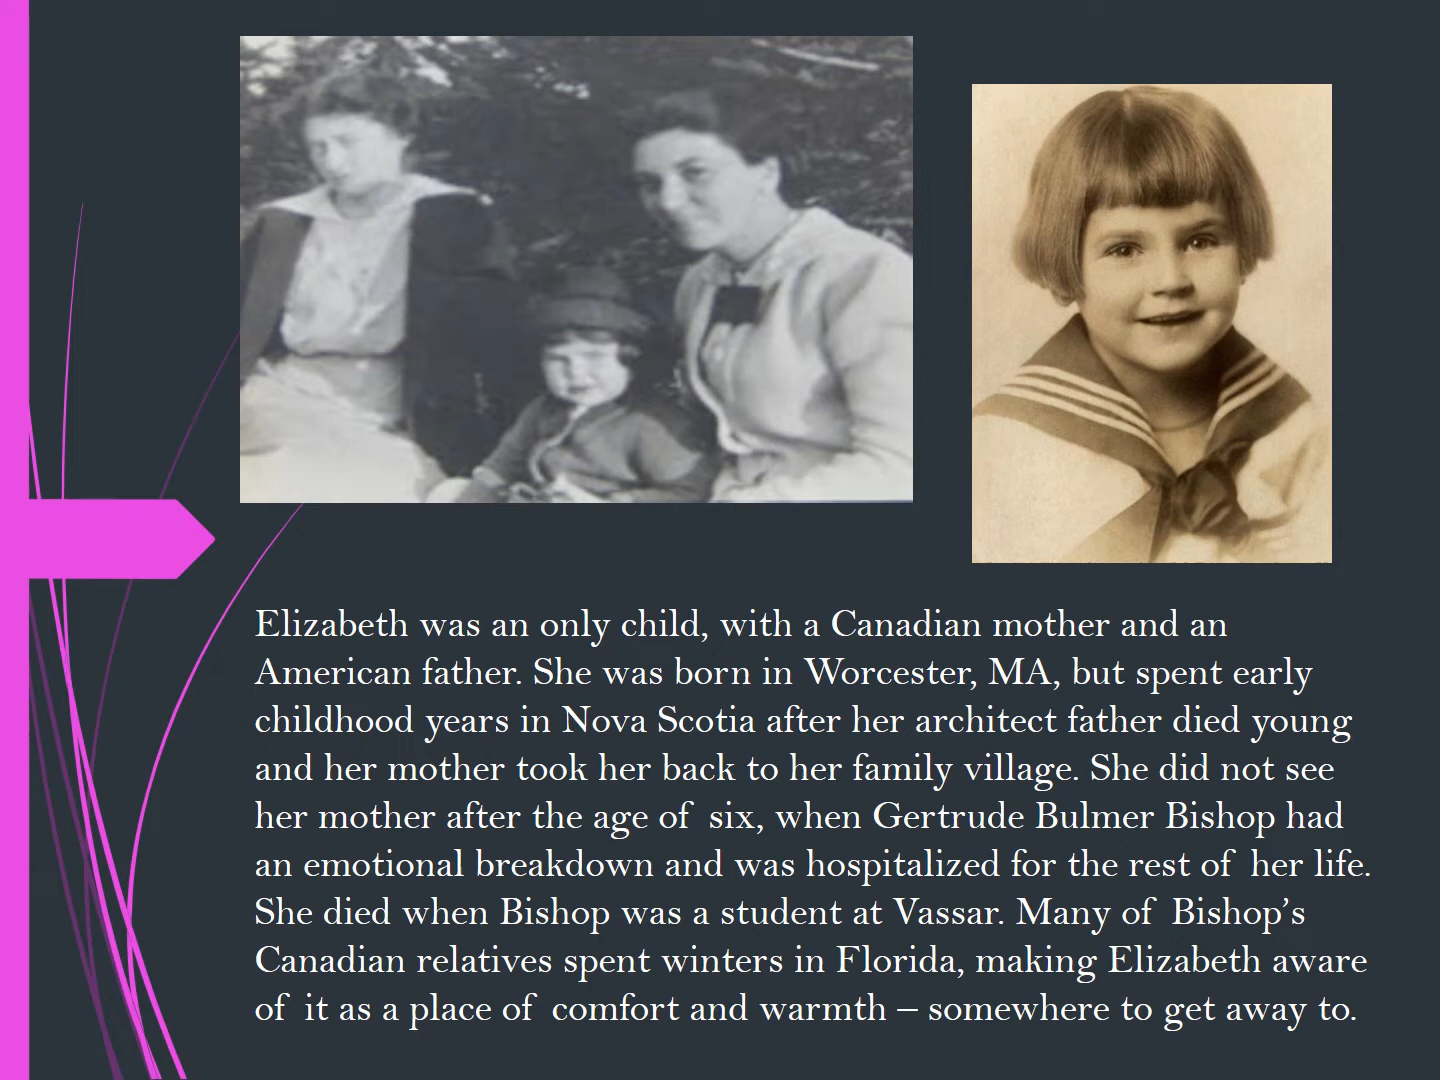 Elizabeth was an only child, with a Canadian mother and an
American father. She was born in Worcester, MA, but spent early
childhood years in Nova Scotia after her architect father died young
and her mother took her back to her family village. She did not see
her mother after the age of six, when Gertrude Bulmer Bishop had
an emotional breakdown and was hospitalized for the rest of her life.
She died when Bishop was a student at Vassar. Many of Bishop’s
Canadian relatives spent winters in Florida, making Elizabeth aware
of it as a place of comfort and warmth – somewhere to get away to.